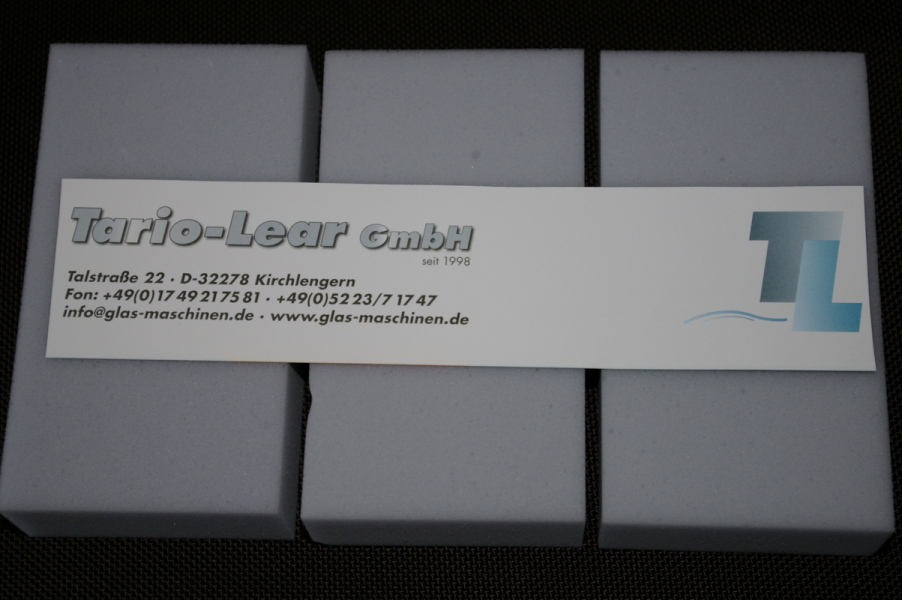 Tario-Lear GmbH
seit 1998
Talstraße 22 · D-32278 Kirchlengern
Fon: +49(0)17 49 21 75 81 · +49(0)52 23/7 17 47
info@glas-maschinen.de · www.glas-maschinen.de
TL